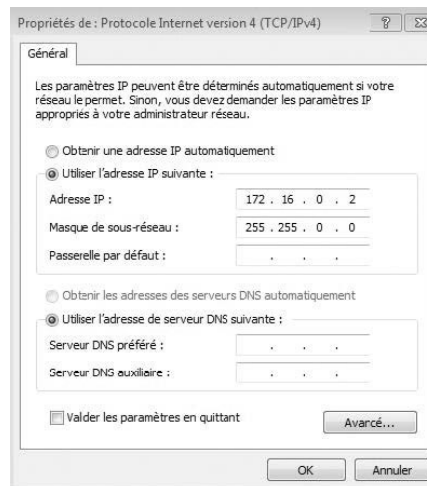 Propriétés de : Protocole Internet version 4 (TCP/IPv4)
Général
Les paramètres IP peuvent être déterminés automatiquement si votre
réseau le permet. Sinon, vous devez demander les paramètres IP
appropriés à votre administrateur réseau.
Obtenir une adresse IP automatiquement
Utiliser l'adresse IP suivante :
Adresse IP : 172 . 16 . 0 . 2
Masque de sous-réseau : 255 . 255 . 0 . 0
Passerelle par défaut : . . .
Obtenir les adresses des serveurs DNS automatiquement
Utiliser l'adresse de serveur DNS suivante :
Serveur DNS préféré : . . .
Serveur DNS auxiliaire : . . .
Valider les paramètres en quittant
Avancé...
OK Annuler